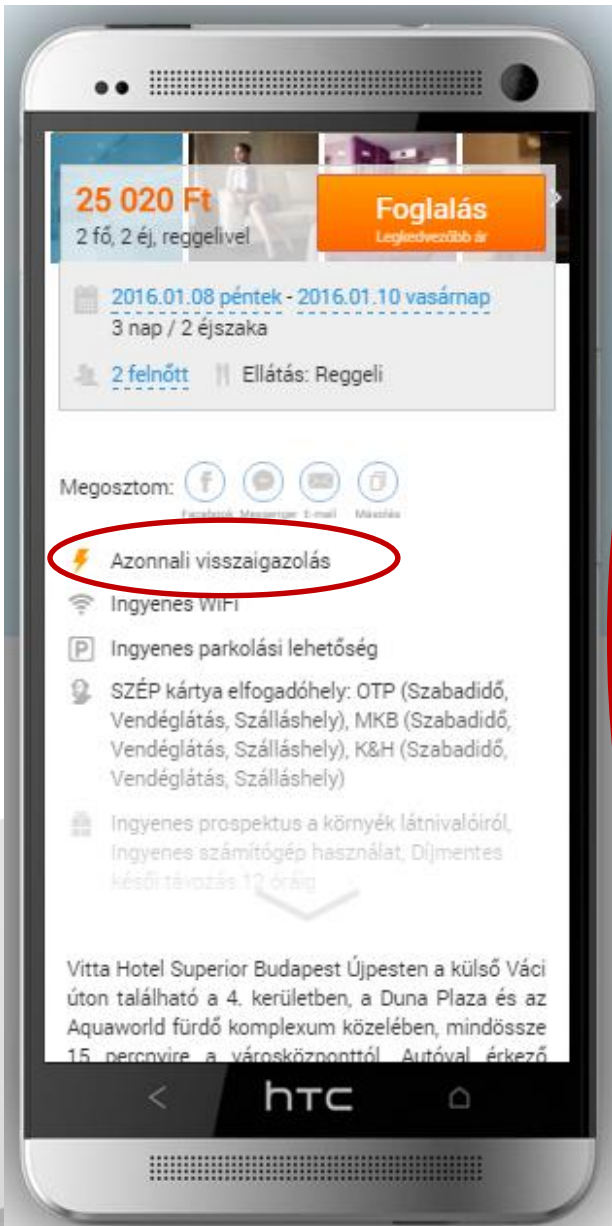 25 020 Ft
2 fő, 2 éj, reggelivel
Foglalás
Legkedvezőbb ár
2016.01.08 péntek - 2016.01.10 vasárnap
3 nap / 2 éjszaka
2 felnőtt Ellátás: Reggeli
Megosztom:
Facebook Messenger E-mail Másolás
Azonnali visszaigazolás
Ingyenes WiFi
P Ingyenes parkolási lehetőség
SZÉP kártya elfogadóhely: OTP (Szabadidő,
Vendéglátás, Szálláshely), MKB (Szabadidő,
Vendéglátás, Szálláshely), K&H (Szabadidő,
Vendéglátás, Szálláshely)
Ingyenes prospektus a környék látnivalóiról,
Ingyenes számítógép használat, Díjmentes
késői távozás 12 óráig
Vitta Hotel Superior Budapest Újpesten a külső Váci
úton található a 4. kerületben, a Duna Plaza és az
Aquaworld fürdő komplexum közelében, mindössze
15 percnyire a városközponttól. Autóval érkező
hTC